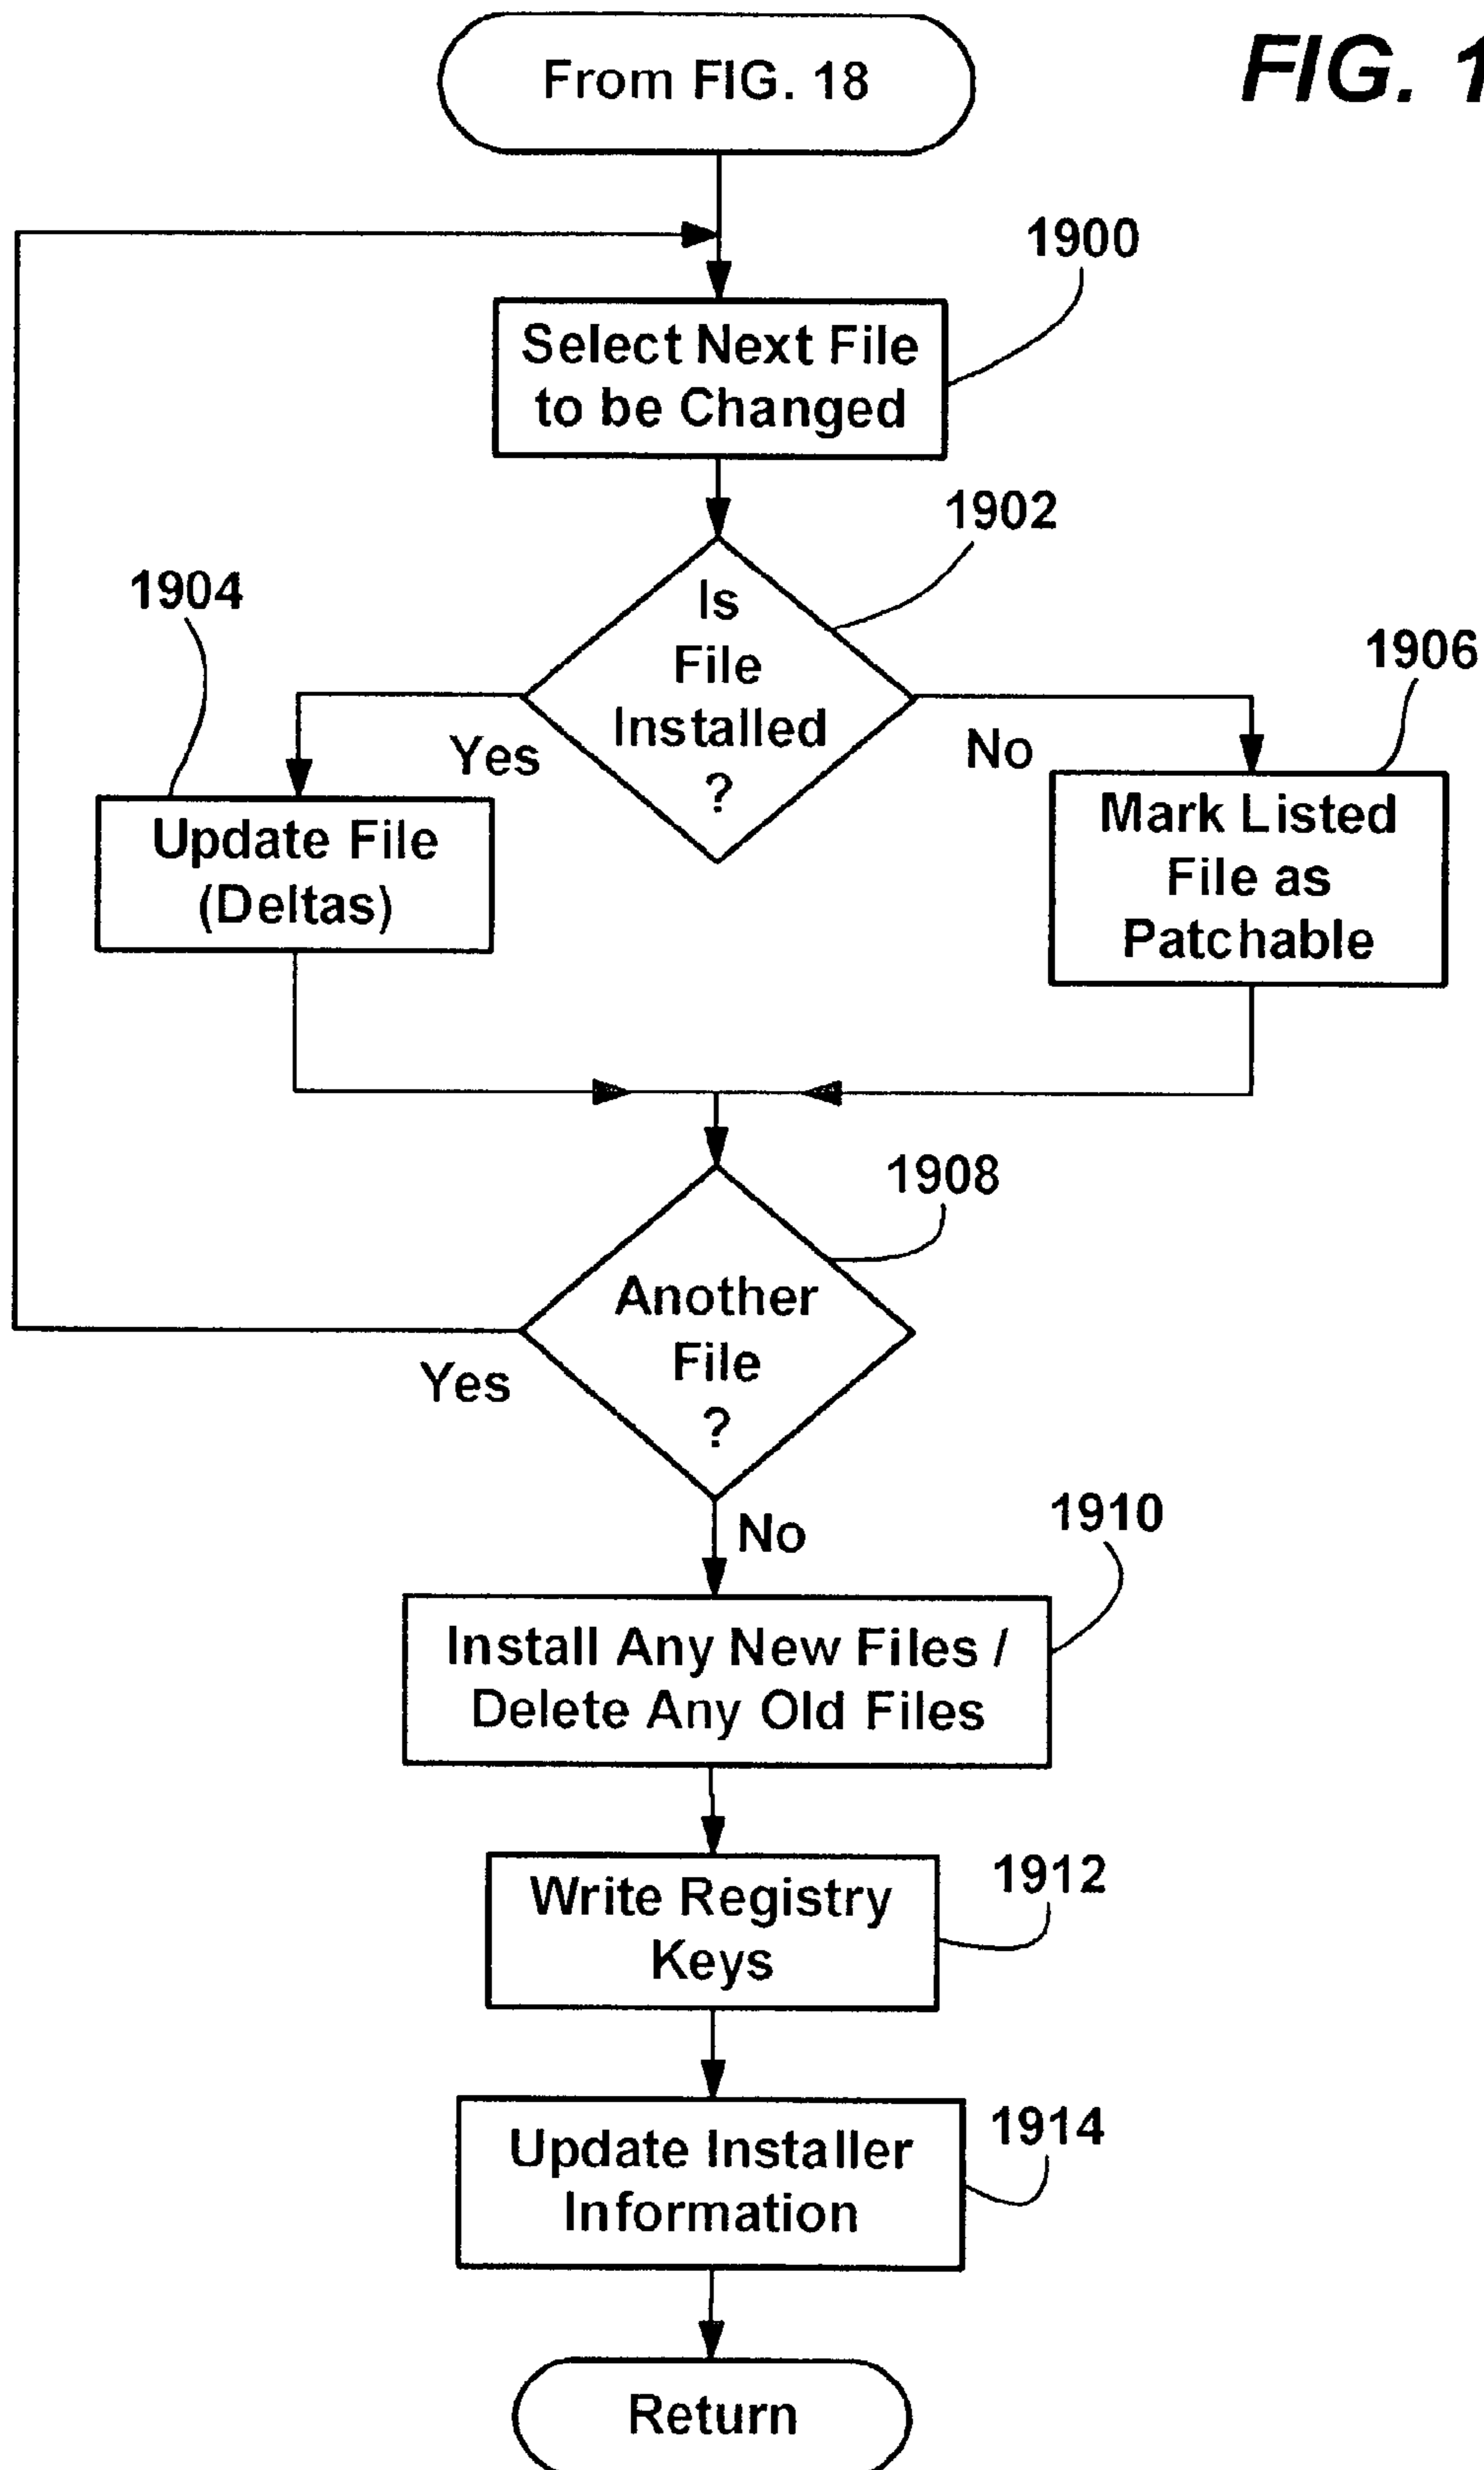 From FIG. 18
FIG. 1
1900
Select Next File
to be Changed
1902
Is
File
Installed
?
1904
Yes
No
1906
Update File
(Deltas)
Mark Listed
File as
Patchable
1908
Another
File
?
Yes
No
1910
Install Any New Files /
Delete Any Old Files
1912
Write Registry
Keys
1914
Update Installer
Information
Return